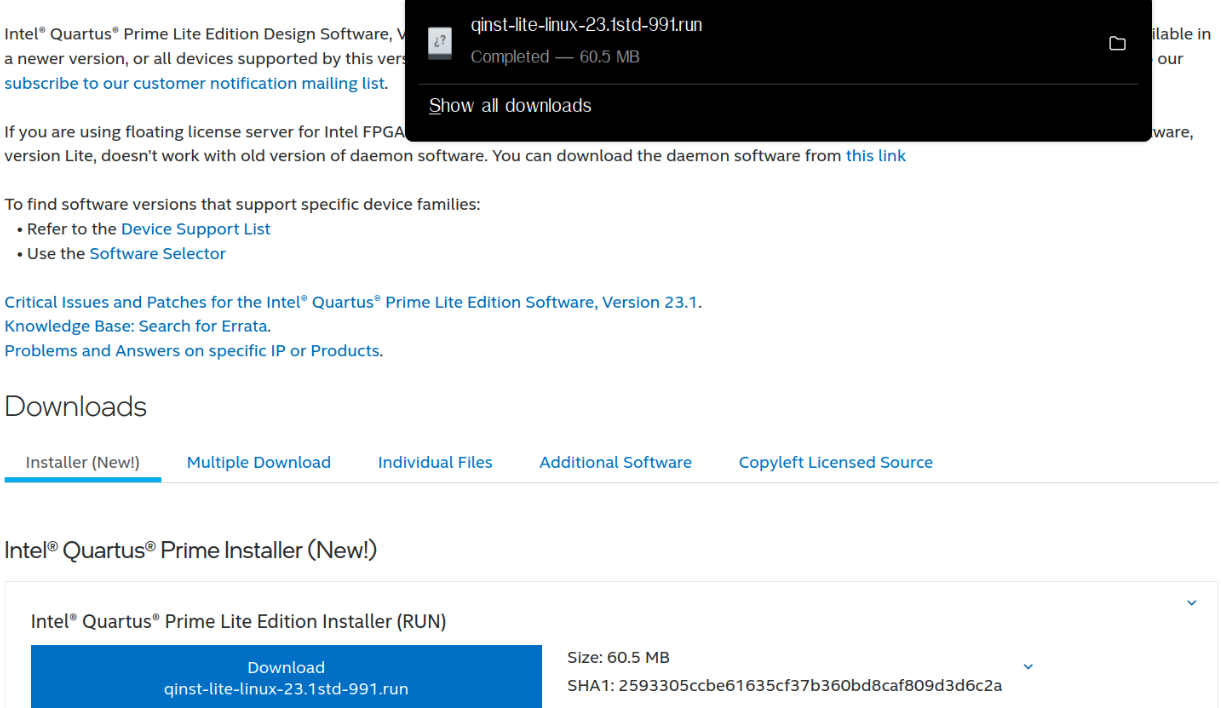 qinst-lite-linux-23.1std-991.run
Completed — 60.5 MB
Show all downloads
Intel® Quartus® Prime Lite Edition Design Software, V
ilable in
a newer version, or all devices supported by this vers
our
subscribe to our customer notification mailing list.
If you are using floating license server for Intel FPGA
ware,
version Lite, doesn't work with old version of daemon software. You can download the daemon software from this link
To find software versions that support specific device families:
• Refer to the Device Support List
• Use the Software Selector
Critical Issues and Patches for the Intel® Quartus® Prime Lite Edition Software, Version 23.1.
Knowledge Base: Search for Errata.
Problems and Answers on specific IP or Products.
Downloads
Installer (New!) Multiple Download Individual Files Additional Software Copyleft Licensed Source
Intel® Quartus® Prime Installer (New!)
Intel® Quartus® Prime Lite Edition Installer (RUN)
Download
qinst-lite-linux-23.1std-991.run
Size: 60.5 MB
SHA1: 2593305ccbe61635cf37b360bd8caf809d3d6c2a